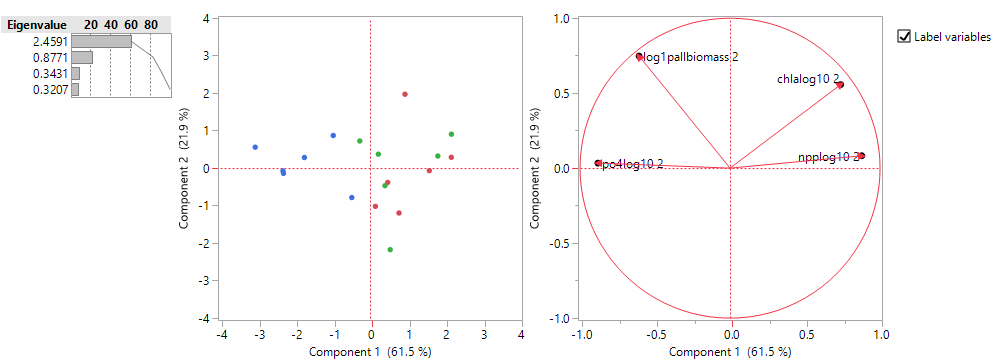 Eigenvalue 20 40 60 80
2.4591
0.8771
0.3431
0.3207
4
3
2
1
0
-1
-2
-3
-4
Component 2 (21.9 %)
-4 -3 -2 -1 0 1 2 3 4
Component 1 (61.5 %)
1.0
0.5
0.0
-0.5
-1.0
Component 2 (21.9 %)
log1pallbiomass 2
chlalog10 2
npplog10 2
po4log10 2
-1.0 -0.5 0.0 0.5 1.0
Component 1 (61.5 %)
Label variables